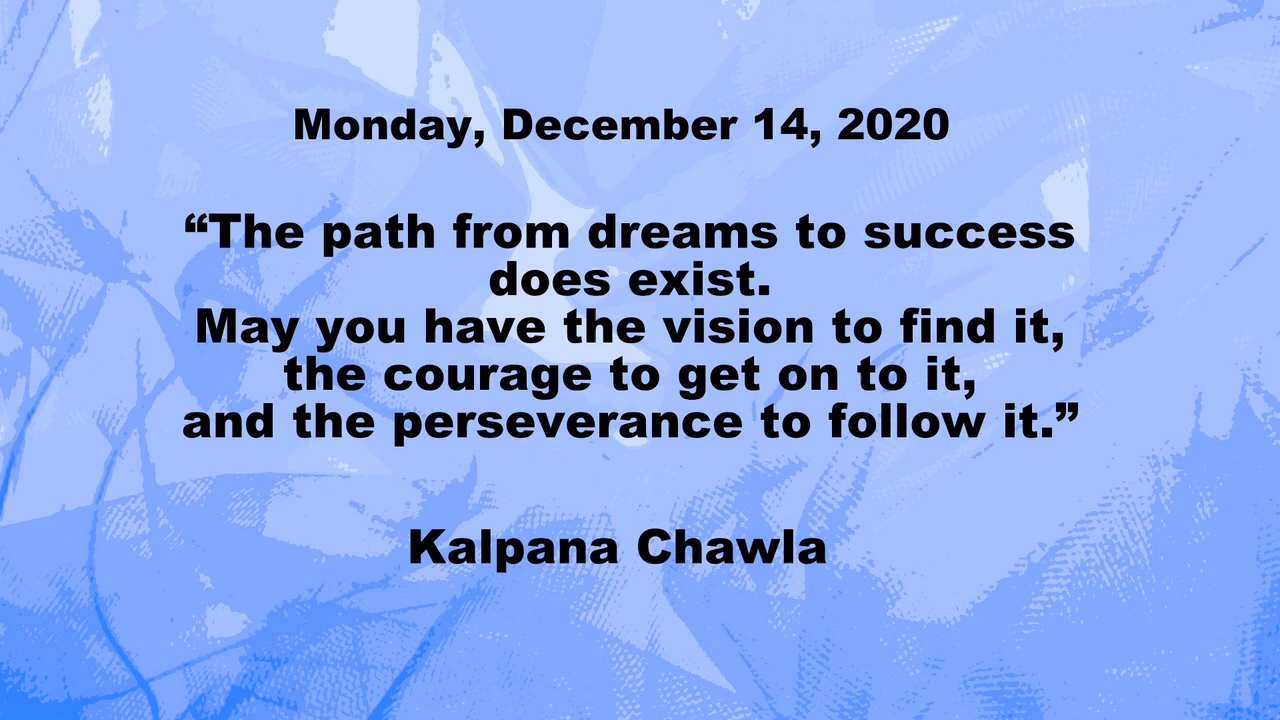 Monday, December 14, 2020
“The path from dreams to success
does exist.
May you have the vision to find it,
the courage to get on to it,
and the perseverance to follow it.”
Kalpana Chawla